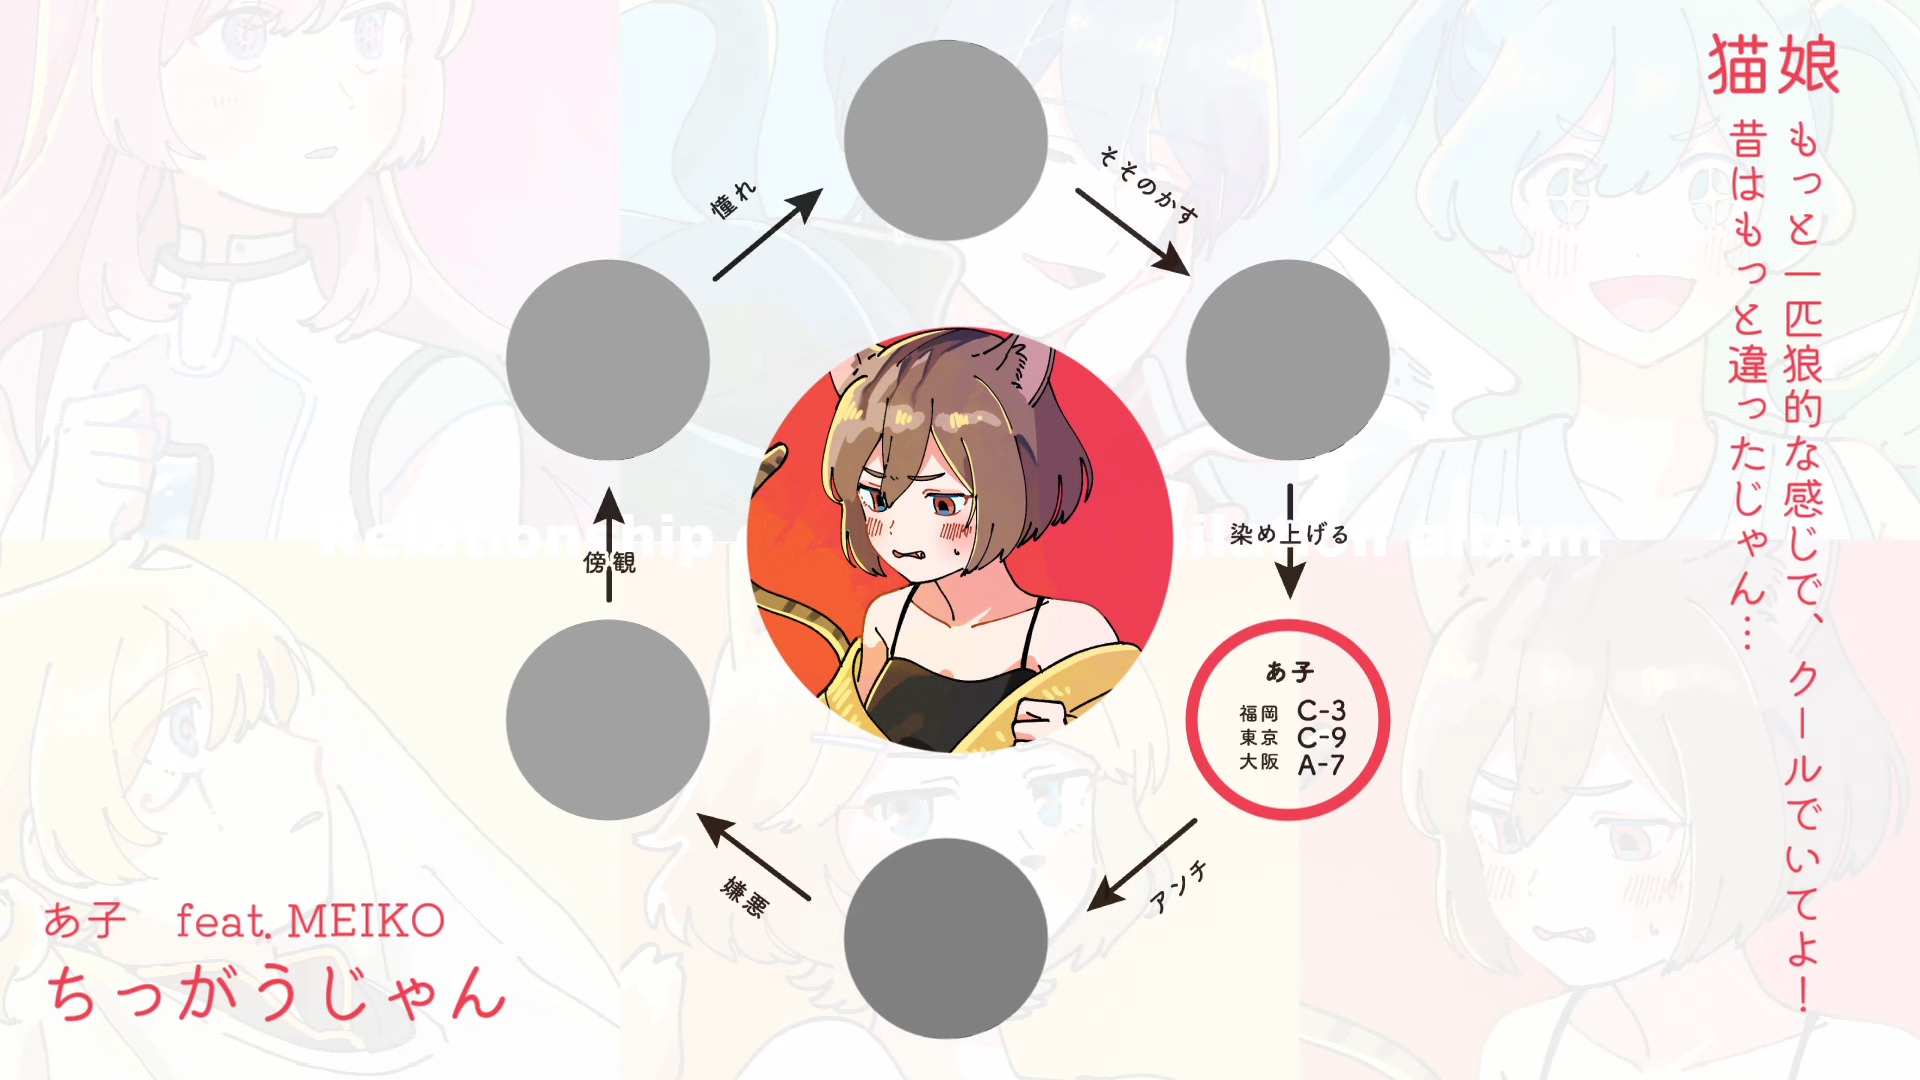 猫娘
もっと一匹狼的な感じで、クールでいてよ！
昔はもっと違ったじゃん…
憧れ
そそのかす
染め上げる
傍観
嫌悪
アンチ
あ子
福岡 C-3
東京 C-9
大阪 A-7
Relationship
album
あ子 feat. MEIKO
ちっがうじゃん